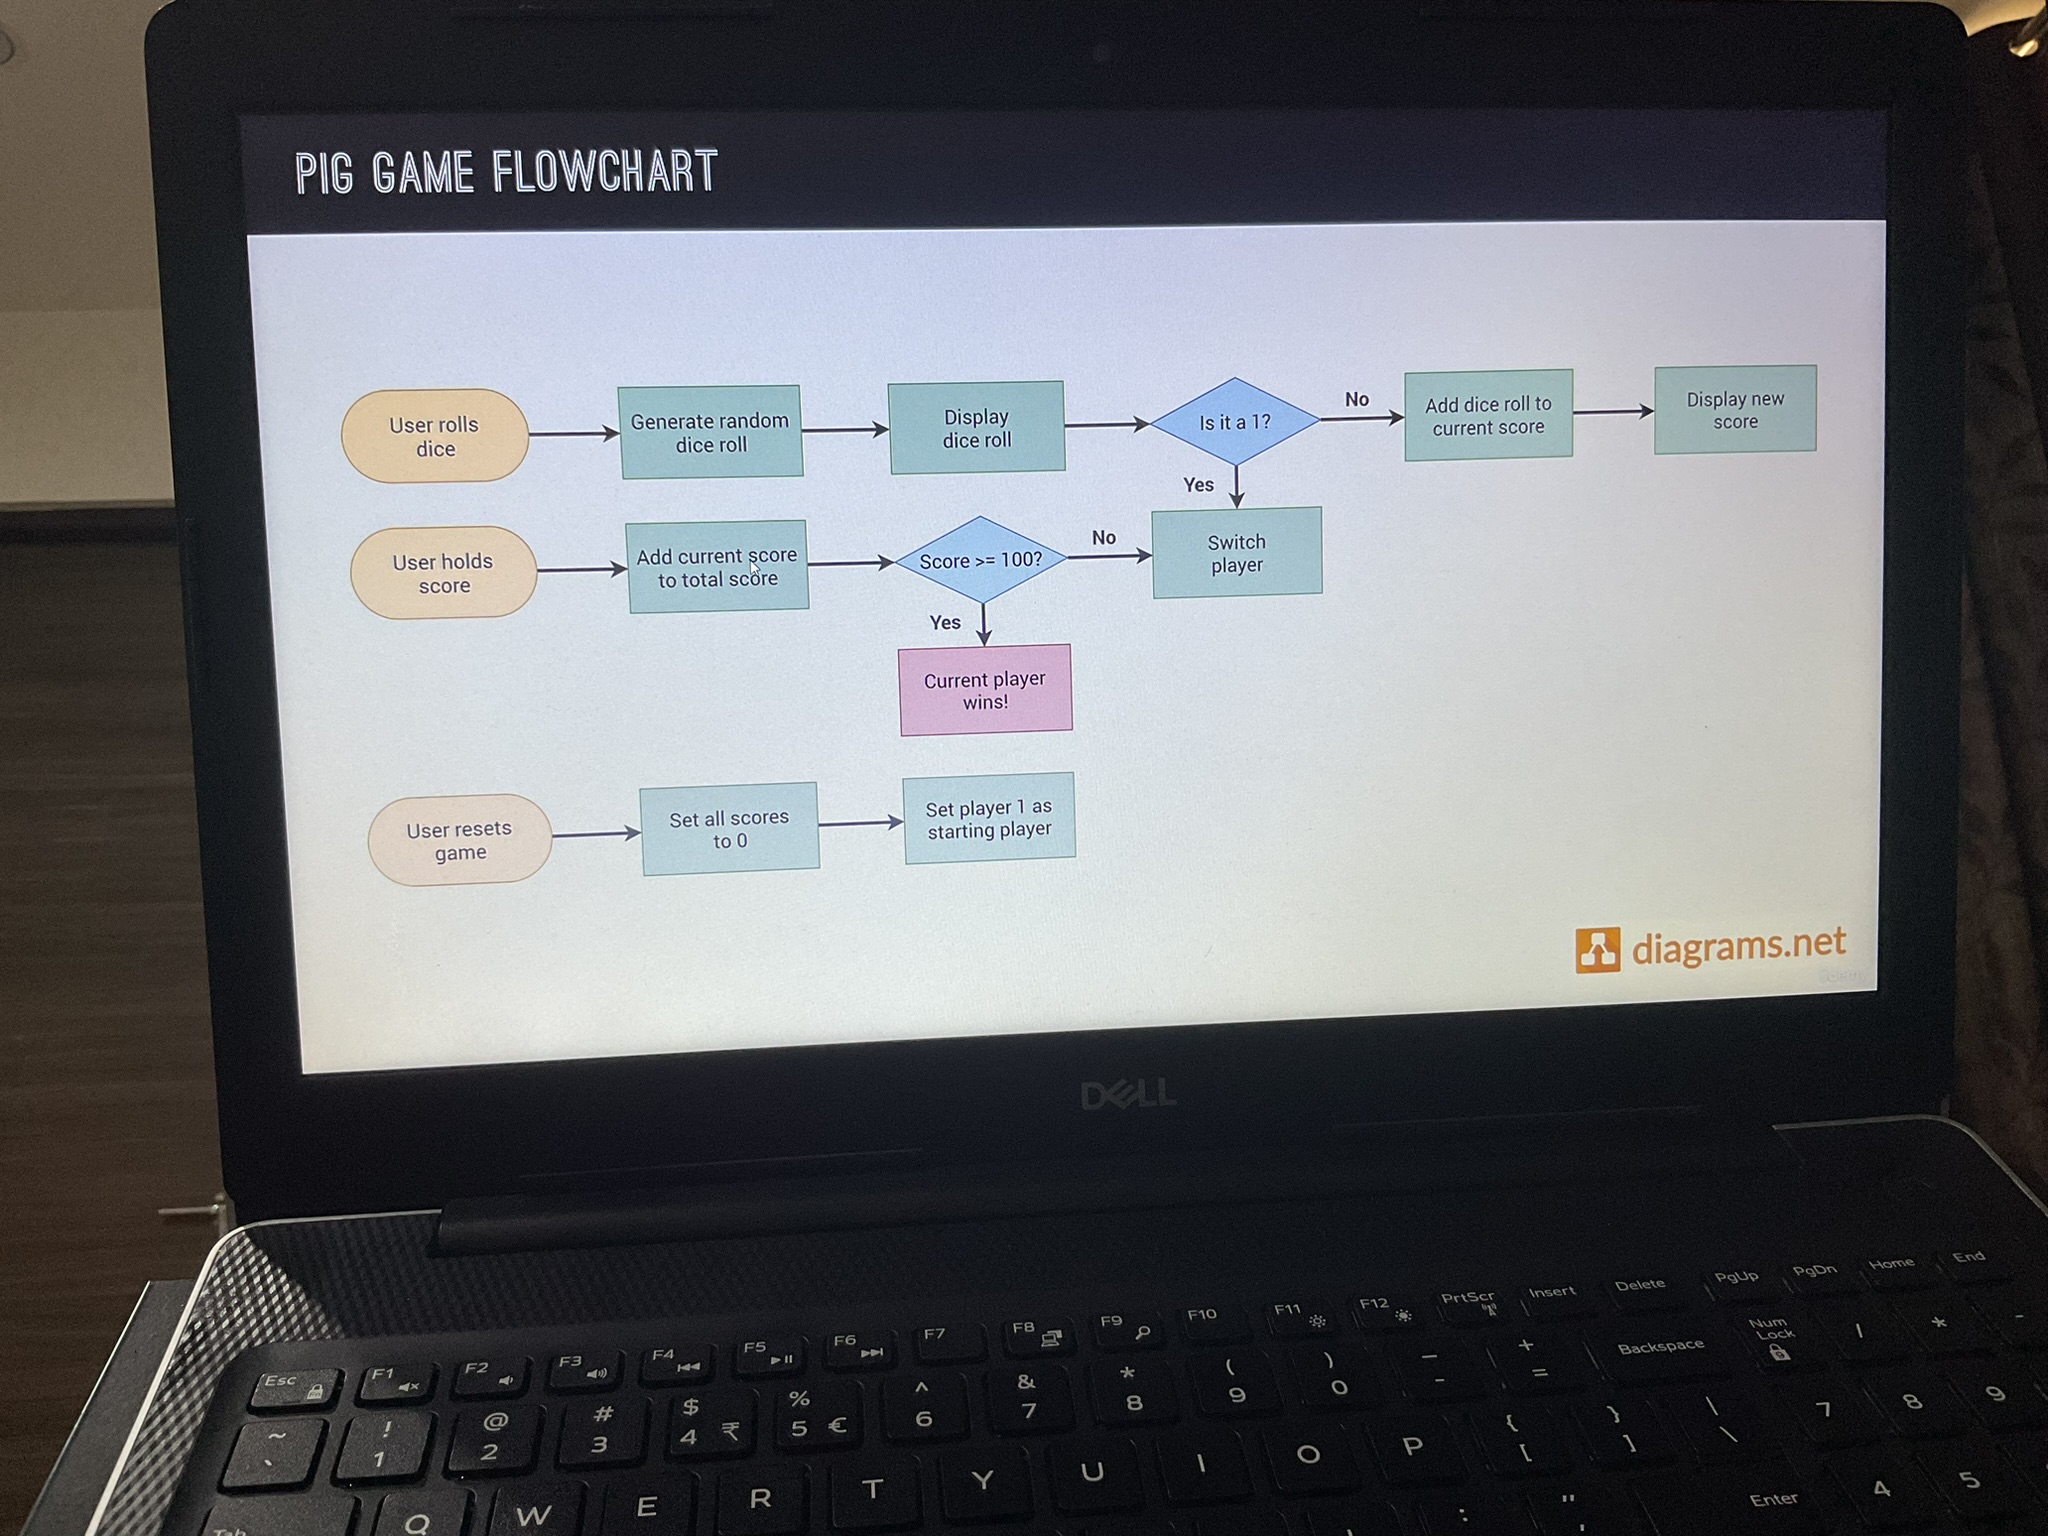 PIG GAME FLOWCHART
User rolls
dice
Generate random
dice roll
Display
dice roll
Is it a 1?
No
Add dice roll to
current score
Display new
score
Yes
User holds
score
Add current score
to total score
Score >= 100?
No
Switch
player
Yes
Current player
wins!
User resets
game
Set all scores
to 0
Set player 1 as
starting player
diagrams.net
DELL
Esc F1 F2 F3 F4 F5 F6 F7 F8 F9 F10 F11 F12 PrtScr Insert Delete PgUp PgDn Home End
~ ! @ # $ % ^ & * ( ) _ + Backspace Num Lock / * -
` 1 2 3 4 ₹ 5 € 6 7 8 9 0 - =
Tab Q W E R T Y U I O P { [ } ] | \ 7 8 9
: " Enter 4 5